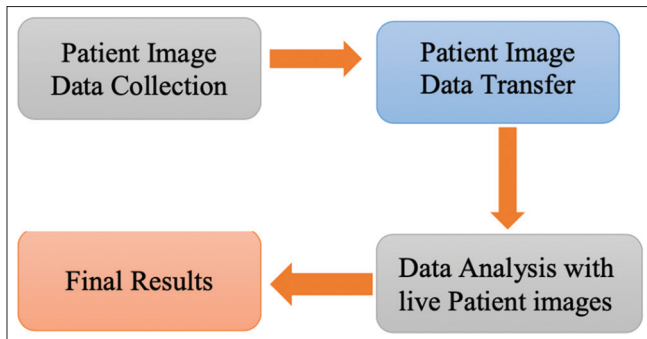 Patient Image
Data Collection
Patient Image
Data Transfer
Data Analysis with
live Patient images
Final Results